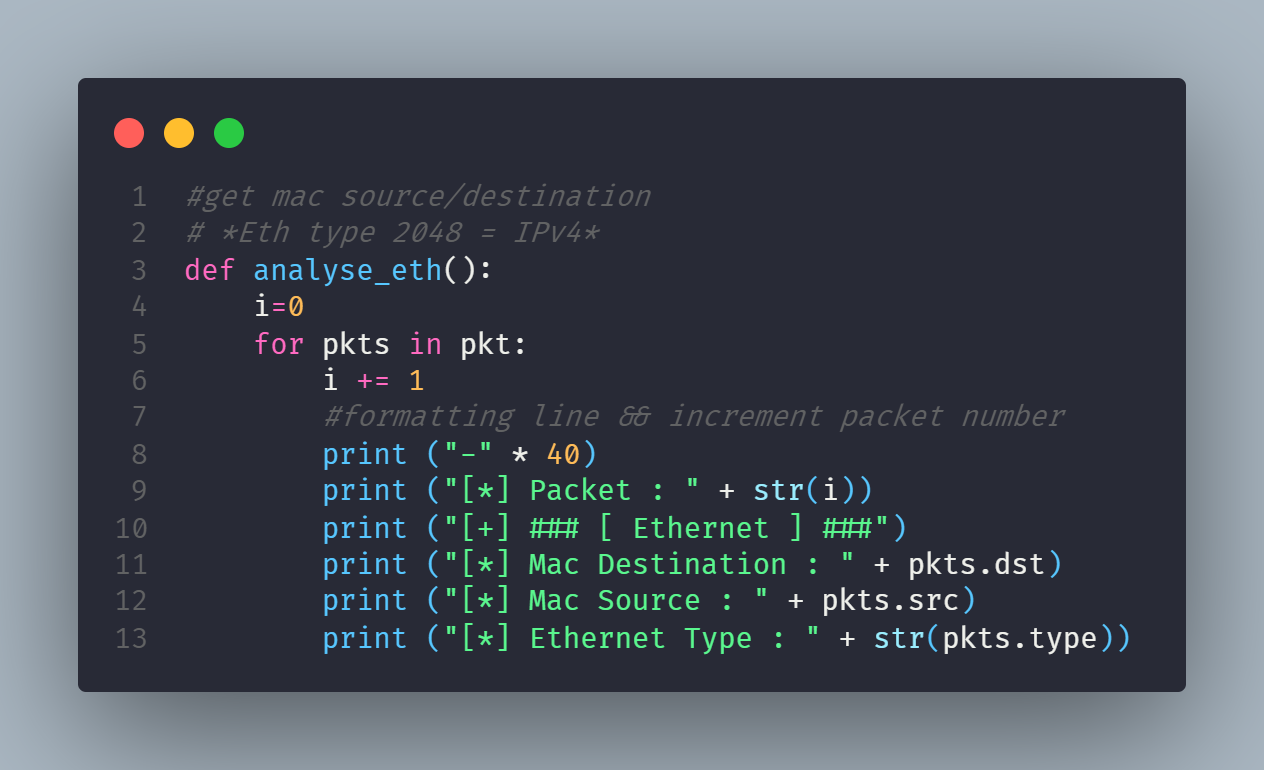 1 #get mac source/destination
2 # *Eth type 2048 = IPv4*
3 def analyse_eth():
4     i=0
5     for pkts in pkt:
6         i += 1
7         #formatting line && increment packet number
8         print ("-" * 40)
9         print ("[*] Packet : " + str(i))
10         print ("[+] ### [ Ethernet ] ###")
11         print ("[*] Mac Destination : " + pkts.dst)
12         print ("[*] Mac Source : " + pkts.src)
13         print ("[*] Ethernet Type : " + str(pkts.type))